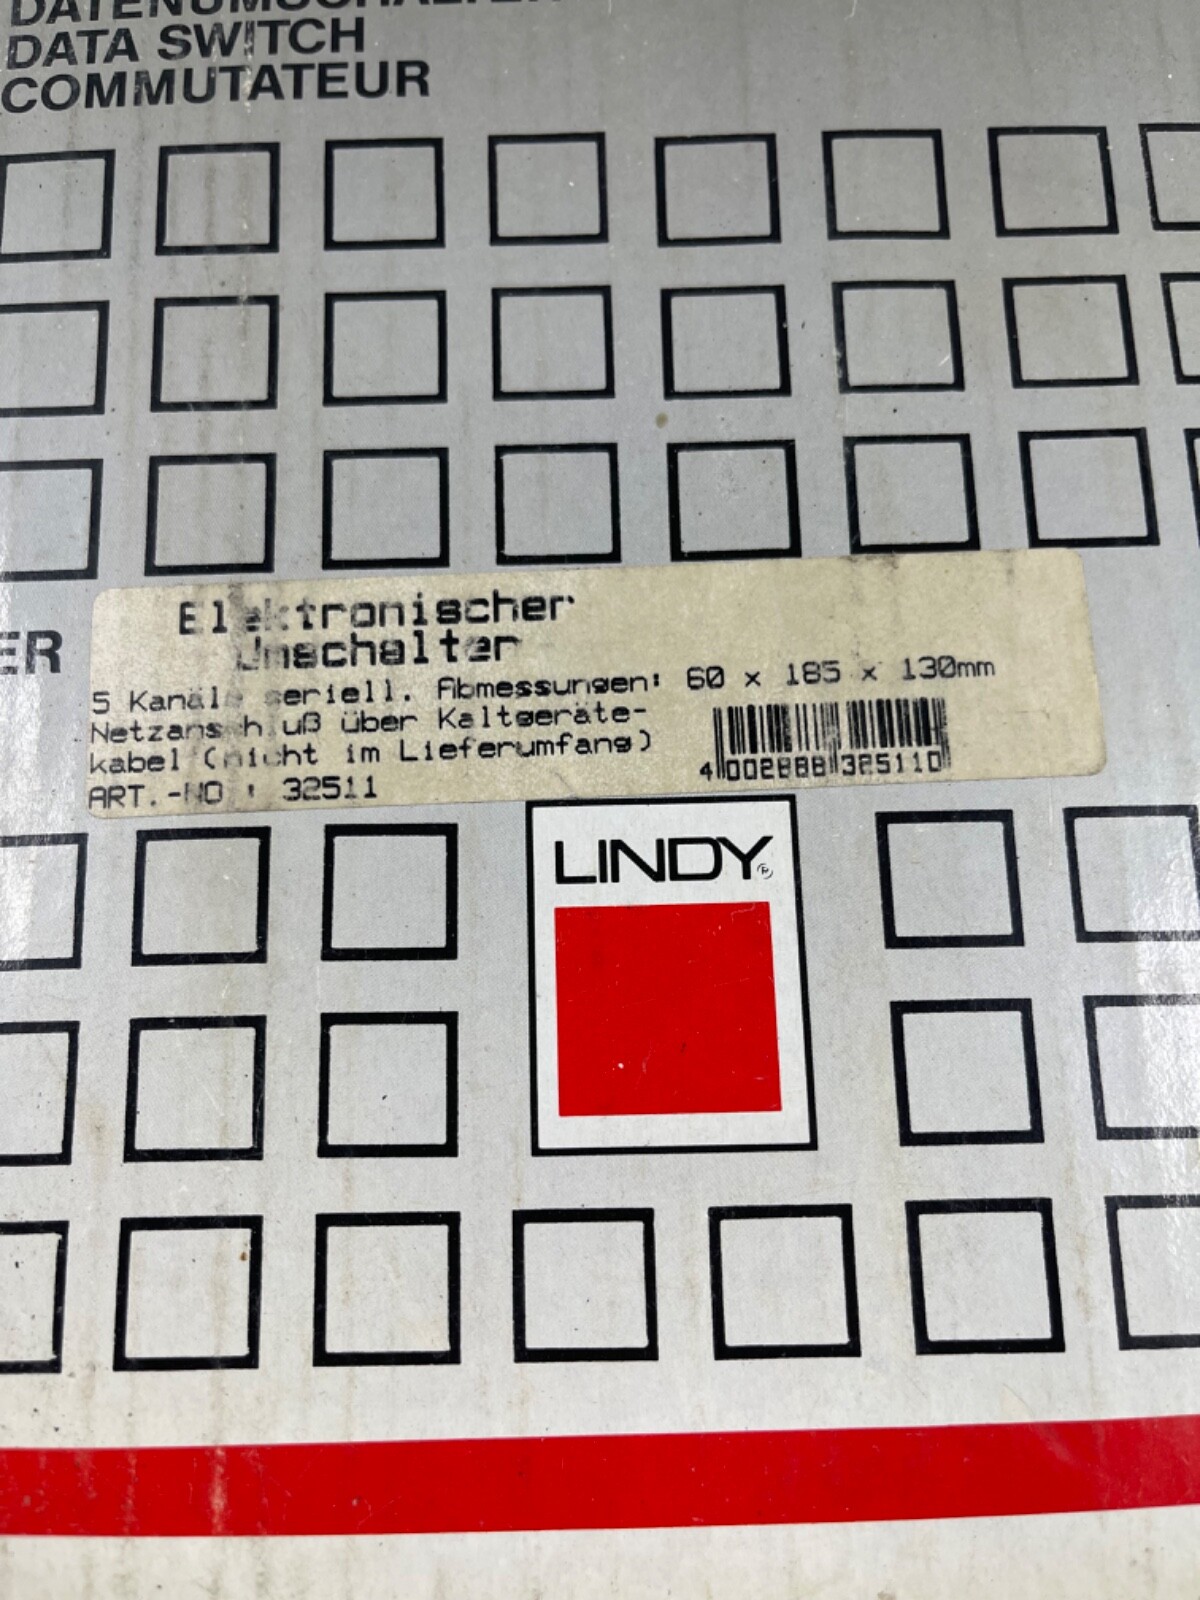 DATENUMSCHALTER
DATA SWITCH
COMMUTATEUR
ER
Elektronischer
Umschalter
5 Kanäle seriell. Abmessungen: 60 x 185 x 130mm
Netzanschluß über Kaltgeräte-
kabel (nicht im Lieferumfang)
ART.-NO.: 32511
4 002888 325110
LINDY®